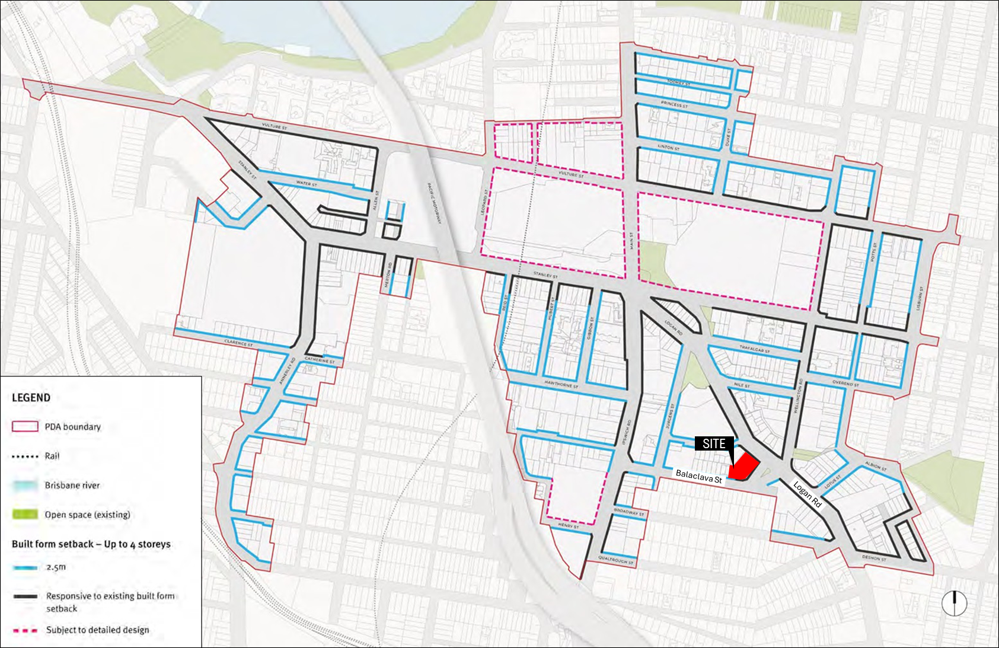 TOOHEY ST
PRINCESS ST
DUKE ST
LINTON ST
VULTURE ST
STANLEY ST
WATER ST
ALLEN ST
PACIFIC MOTORWAY
LEOPARD ST
VULTURE ST
MAIN ST
POTTS ST
LISBURN ST
MERTON RD
STANLEY ST
REID ST
HUBERT ST
GIBBON ST
LOGAN RD
CLARENCE ST
CATHERINE ST
ANNERLEY RD
TRAFALGAR ST
NILE ST
WELLINGTON RD
OVEREND ST
HAWTHORNE ST
JURGENS ST
IPSWICH RD
SITE
Balaclava St
Logan Rd
LOTUS ST
ALBION ST
BROADWAY ST
HENRY ST
QUALTROUGH ST
DESHON ST
LEGEND
PDA boundary
Rail
Brisbane river
Open space (existing)
Built form setback – Up to 4 storeys
2.5m
Responsive to existing built form
setback
Subject to detailed design